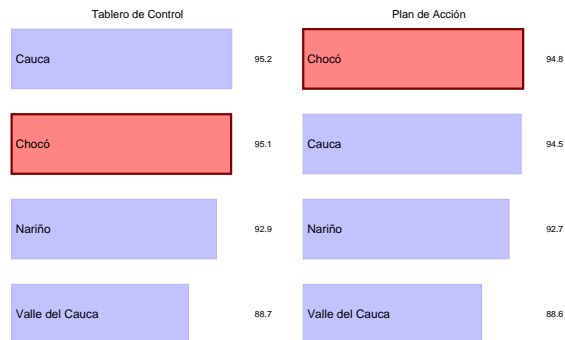 Tablero de Control
Cauca 95.2
Chocó 95.1
Nariño 92.9
Valle del Cauca 88.7
Plan de Acción
Chocó 94.8
Cauca 94.5
Nariño 92.7
Valle del Cauca 88.6